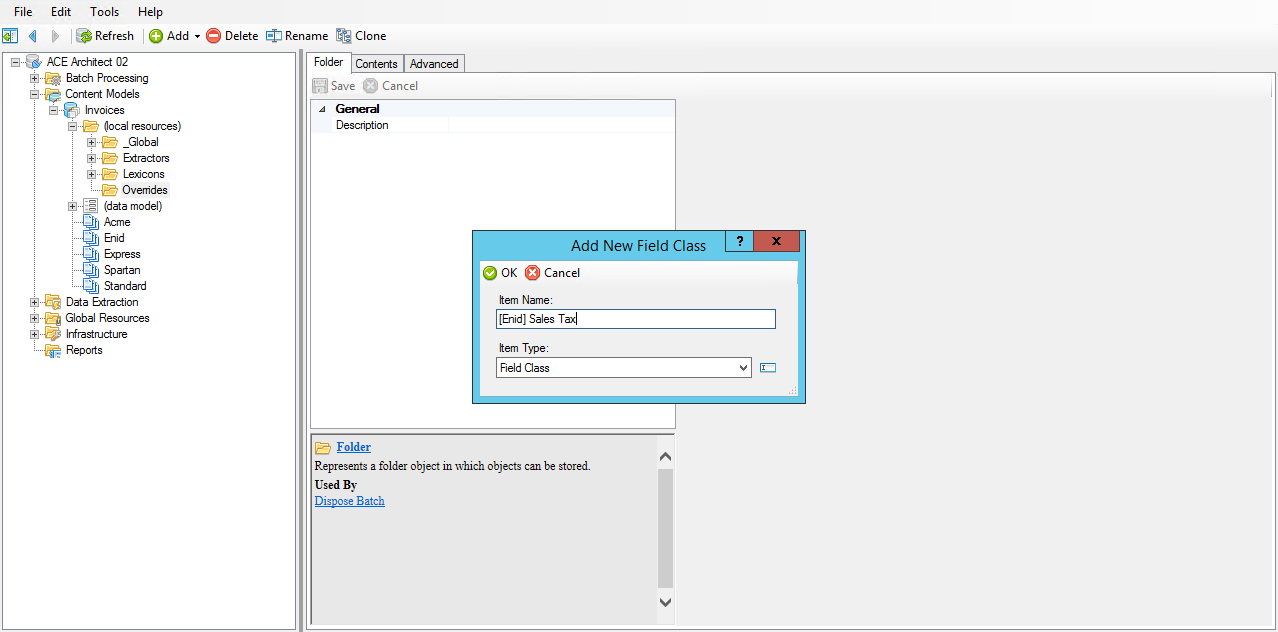 File Edit Tools Help
Refresh Add Delete Rename Clone
ACE Architect 02
Batch Processing
Content Models
Invoices
(local resources)
_Global
Extractors
Lexicons
Overrides
(data model)
Acme
Enid
Express
Spartan
Standard
Data Extraction
Global Resources
Infrastructure
Reports
Folder Contents Advanced
Save Cancel
General
Description
Add New Field Class ? X
OK Cancel
Item Name:
[Enid] Sales Tax
Item Type:
Field Class
Folder
Represents a folder object in which objects can be stored.
Used By
Dispose Batch